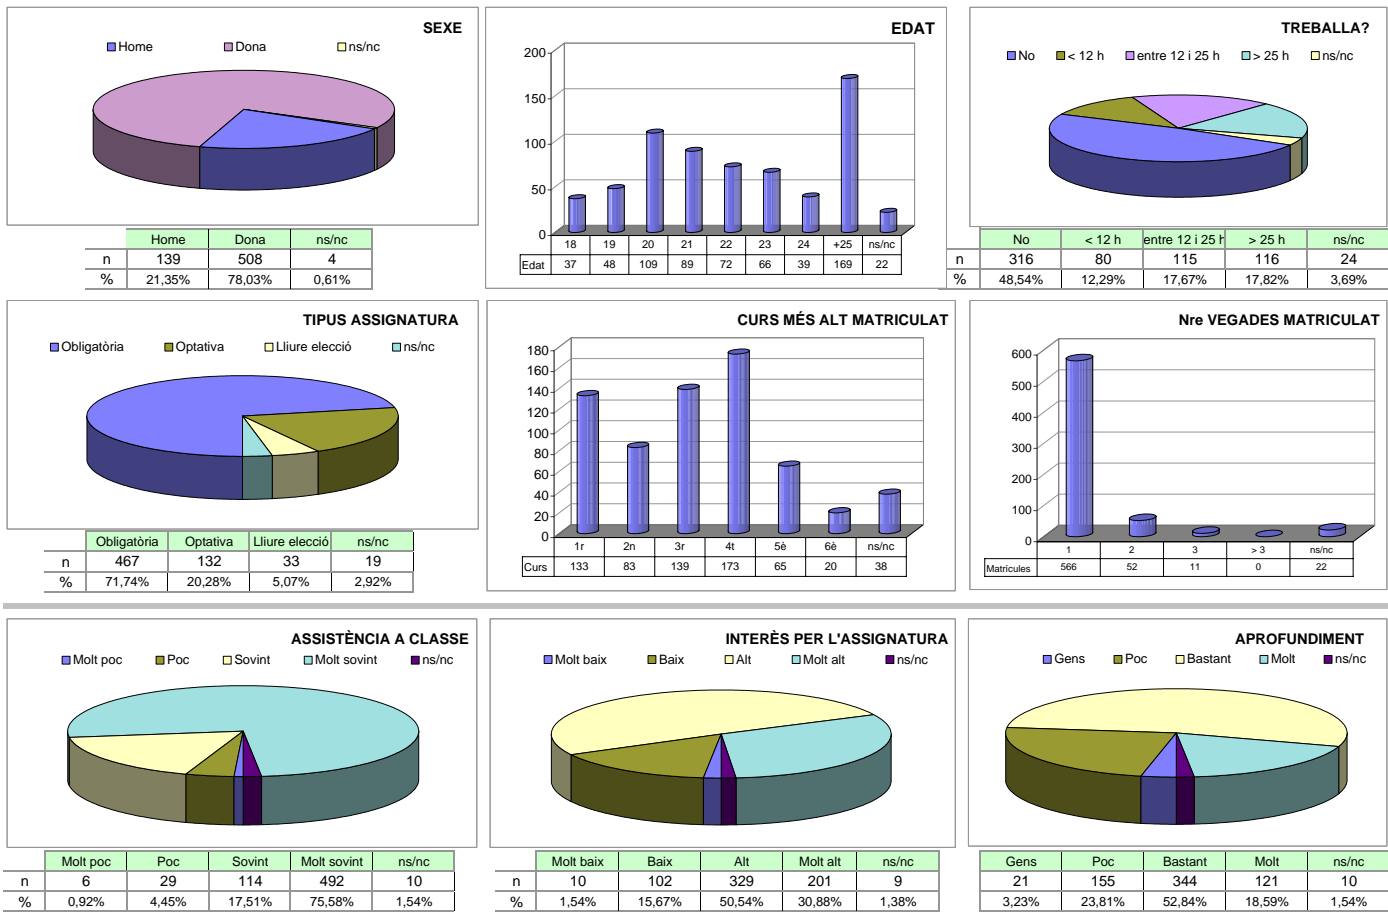 SEXE
Home Dona ns/nc
Home Dona ns/nc
n 139 508 4
% 21,35% 78,03% 0,61%
EDAT
200
150
100
50
0
18 19 20 21 22 23 24 +25 ns/nc
Edat 37 48 109 89 72 66 39 169 22
TREBALLA?
No < 12 h entre 12 i 25 h > 25 h ns/nc
No < 12 h entre 12 i 25 h > 25 h ns/nc
n 316 80 115 116 24
% 48,54% 12,29% 17,67% 17,82% 3,69%
TIPUS ASSIGNATURA
Obligatòria Optativa Lliure elecció ns/nc
Obligatòria Optativa Lliure elecció ns/nc
n 467 132 33 19
% 71,74% 20,28% 5,07% 2,92%
CURS MÉS ALT MATRICULAT
180
160
140
120
100
80
60
40
20
0
1r 2n 3r 4t 5è 6è ns/nc
Curs 133 83 139 173 65 20 38
Nre VEGADES MATRICULAT
600
500
400
300
200
100
0
1 2 3 > 3 ns/nc
Matrícules 566 52 11 0 22
ASSISTÈNCIA A CLASSE
Molt poc Poc Sovint Molt sovint ns/nc
Molt poc Poc Sovint Molt sovint ns/nc
n 6 29 114 492 10
% 0,92% 4,45% 17,51% 75,58% 1,54%
INTERÈS PER L'ASSIGNATURA
Molt baix Baix Alt Molt alt ns/nc
Molt baix Baix Alt Molt alt ns/nc
n 10 102 329 201 9
% 1,54% 15,67% 50,54% 30,88% 1,38%
APROFUNDIMENT
Gens Poc Bastant Molt ns/nc
Gens Poc Bastant Molt ns/nc
21 155 344 121 10
3,23% 23,81% 52,84% 18,59% 1,54%